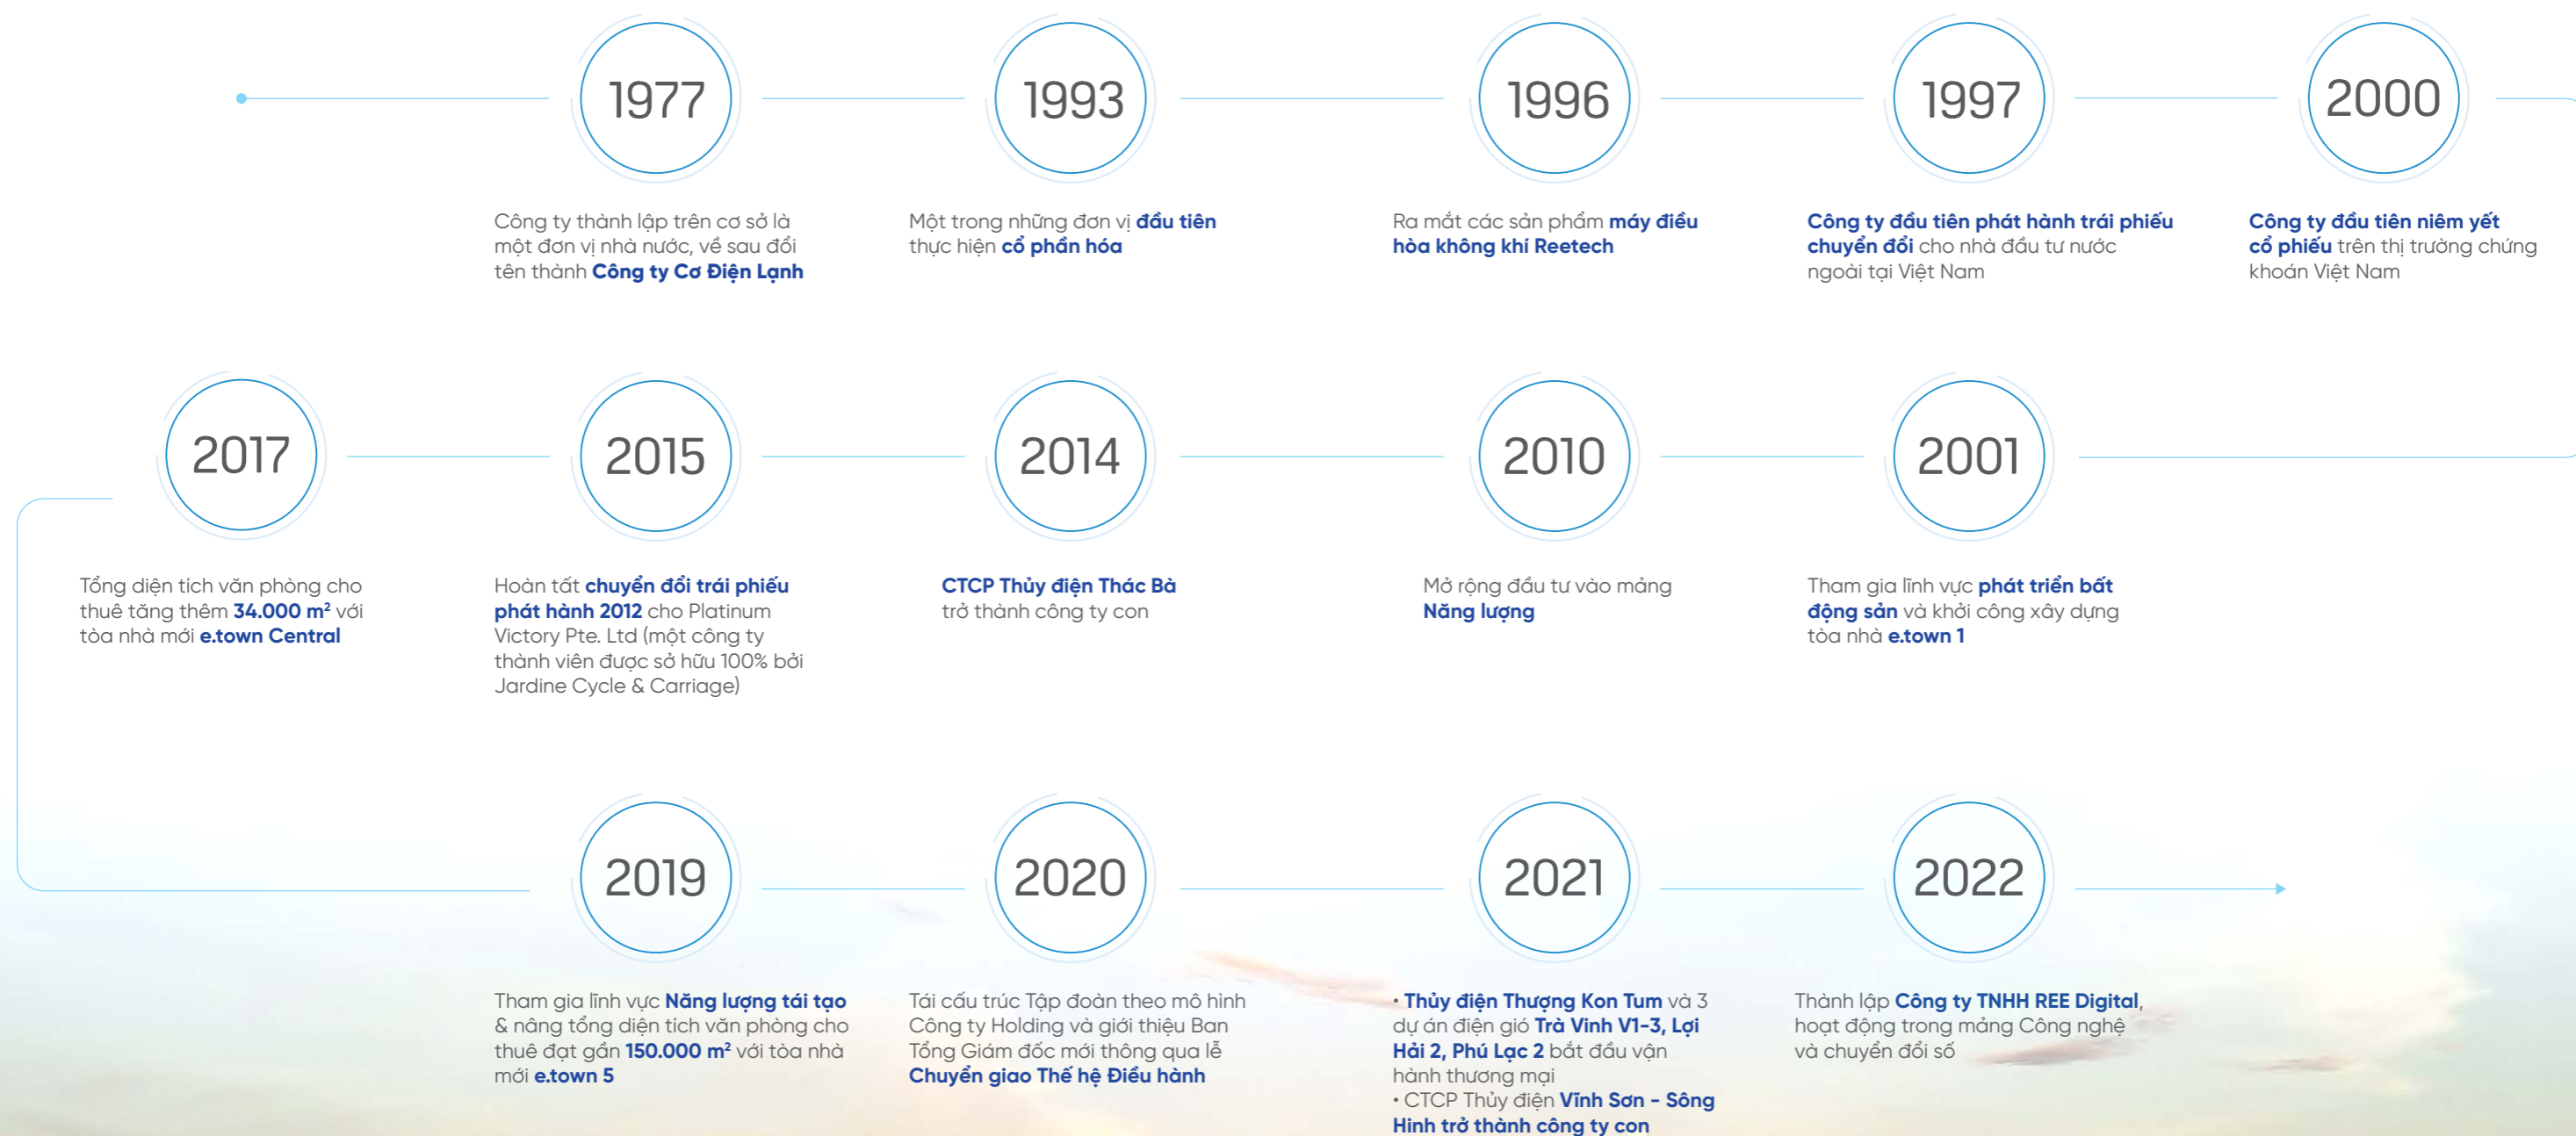 1977
Công ty thành lập trên cơ sở là
một đơn vị nhà nước, về sau đổi
tên thành Công ty Cơ Điện Lạnh
1993
Một trong những đơn vị đầu tiên
thực hiện cổ phần hóa
1996
Ra mắt các sản phẩm máy điều
hòa không khí Reetech
1997
Công ty đầu tiên phát hành trái phiếu
chuyển đổi cho nhà đầu tư nước
ngoài tại Việt Nam
2000
Công ty đầu tiên niêm yết
cổ phiếu trên thị trường chứng
khoán Việt Nam
2001
Tham gia lĩnh vực phát triển bất
động sản và khởi công xây dựng
tòa nhà e.town 1
2010
Mở rộng đầu tư vào mảng
Năng lượng
2014
CTCP Thủy điện Thác Bà
trở thành công ty con
2015
Hoàn tất chuyển đổi trái phiếu
phát hành 2012 cho Platinum
Victory Pte. Ltd (một công ty
thành viên được sở hữu 100% bởi
Jardine Cycle & Carriage)
2017
Tổng diện tích văn phòng cho
thuê tăng thêm 34.000 m² với
tòa nhà mới e.town Central
2019
Tham gia lĩnh vực Năng lượng tái tạo
& nâng tổng diện tích văn phòng cho
thuê đạt gần 150.000 m² với tòa nhà
mới e.town 5
2020
Tái cấu trúc Tập đoàn theo mô hình
Công ty Holding và giới thiệu Ban
Tổng Giám đốc mới thông qua lễ
Chuyển giao Thế hệ Điều hành
2021
• Thủy điện Thượng Kon Tum và 3
dự án điện gió Trà Vinh V1-3, Lợi
Hải 2, Phú Lạc 2 bắt đầu vận
hành thương mại
• CTCP Thủy điện Vĩnh Sơn - Sông
Hinh trở thành công ty con
2022
Thành lập Công ty TNHH REE Digital,
hoạt động trong mảng Công nghệ
và chuyển đổi số